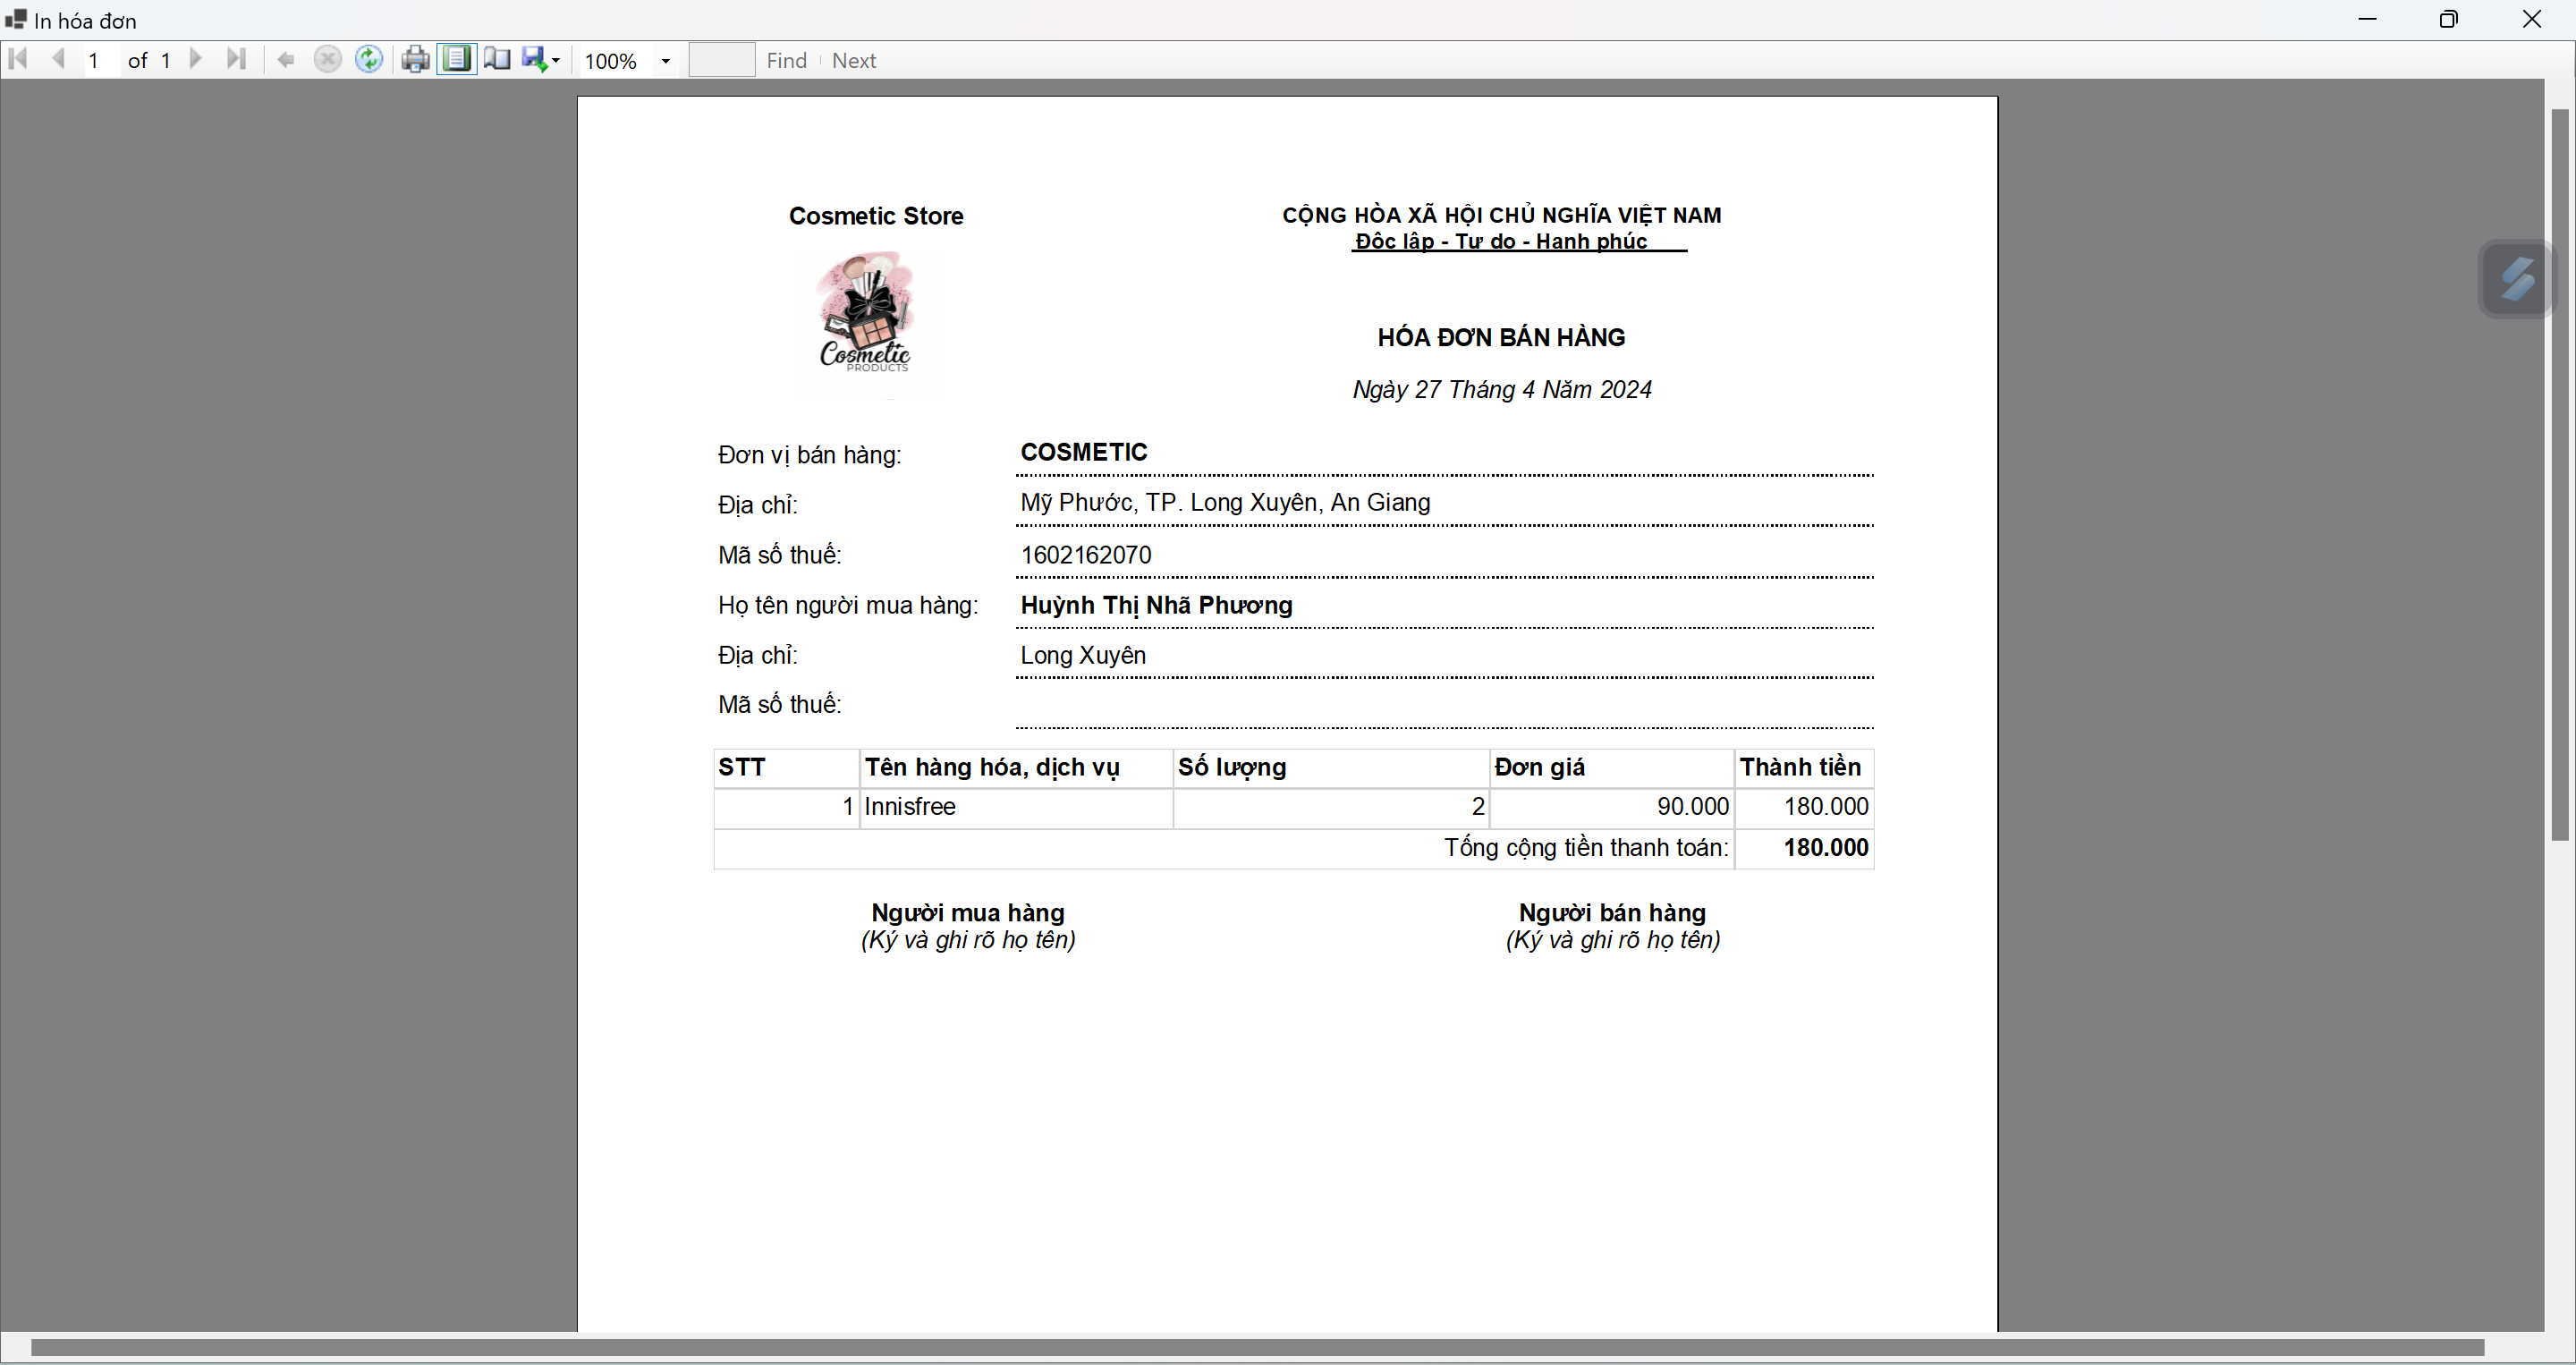 In hóa đơn
1 of 1 100% Find Next
Cosmetic Store
CỘNG HÒA XÃ HỘI CHỦ NGHĨA VIỆT NAM
Độc lập - Tự do - Hạnh phúc
Cosmetic
PRODUCTS
HÓA ĐƠN BÁN HÀNG
Ngày 27 Tháng 4 Năm 2024
Đơn vị bán hàng: COSMETIC
Địa chỉ: Mỹ Phước, TP. Long Xuyên, An Giang
Mã số thuế: 1602162070
Họ tên người mua hàng: Huỳnh Thị Nhã Phương
Địa chỉ: Long Xuyên
Mã số thuế:
STT Tên hàng hóa, dịch vụ Số lượng Đơn giá Thành tiền
1 Innisfree 2 90.000 180.000
Tổng cộng tiền thanh toán: 180.000
Người mua hàng Người bán hàng
(Ký và ghi rõ họ tên) (Ký và ghi rõ họ tên)